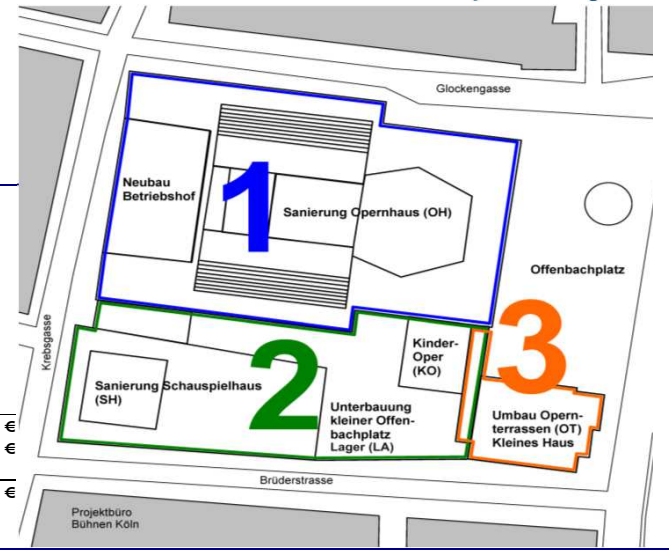 Glockengasse
1
Neubau
Betriebshof
Sanierung Opernhaus (OH)
Offenbachplatz
Krebsgasse
2
3
Kinder-
Oper
(KO)
Sanierung Schauspielhaus
(SH)
Unterbauung
kleiner Offen-
bachplatz
Lager (LA)
Umbau Opern-
terrassen (OT)
Kleines Haus
€
€
€
Brüderstrasse
Projektbüro
Bühnen Köln